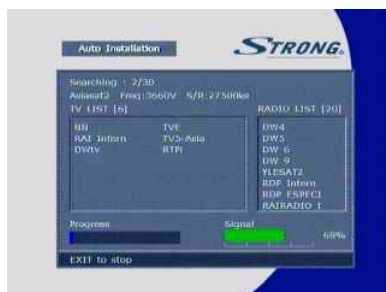 Auto Installation
STRONG.
Searching : 2/30
Asiasat2 Freq:3660V S/R:27500ks
TV LIST [6]
RADIO LIST [20]
NN TVE
RAI Intern TV5-Asia
DWtv RTPi
DW4
DW5
DW 6
DW 9
YLESAT2
RDP Intern
RDP ESPECI
RAIRADIO 1
Progress
Signal
68%
EXIT to stop